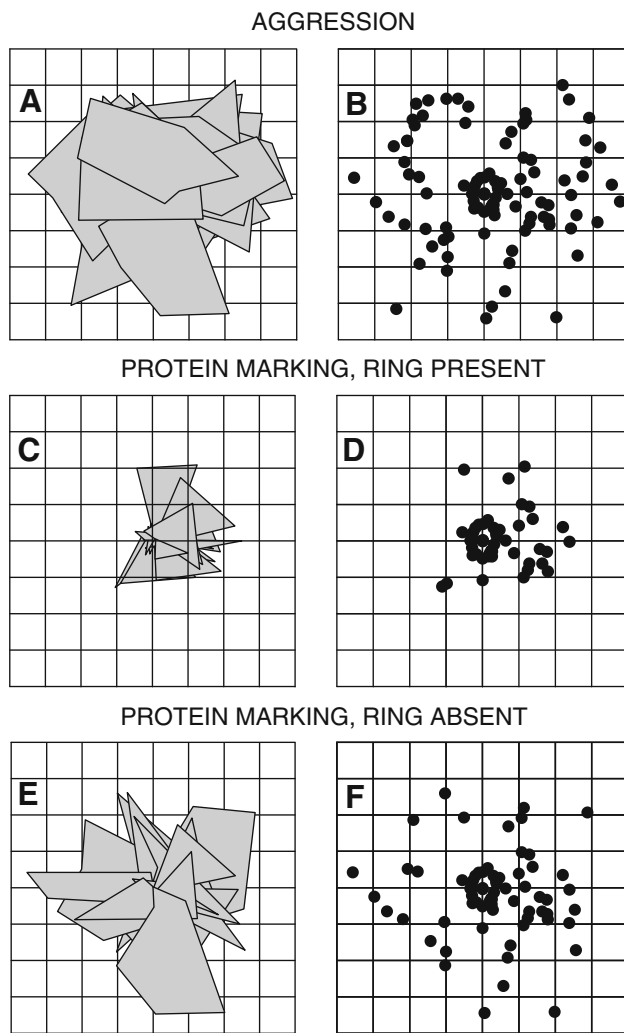 AGGRESSION
A
B
PROTEIN MARKING, RING PRESENT
C
D
PROTEIN MARKING, RING ABSENT
E
F